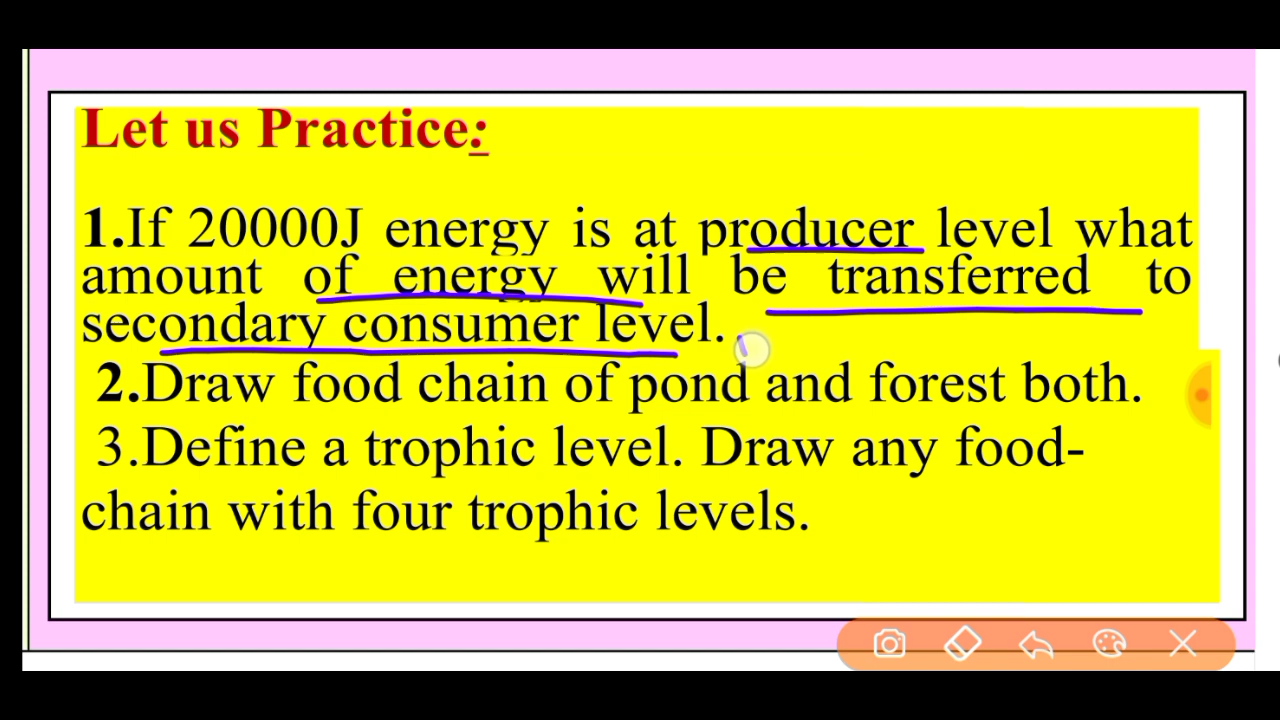 Let us Practice:
1.If 20000J energy is at producer level what
amount of energy will be transferred to
secondary consumer level.
2.Draw food chain of pond and forest both.
3.Define a trophic level. Draw any food-
chain with four trophic levels.